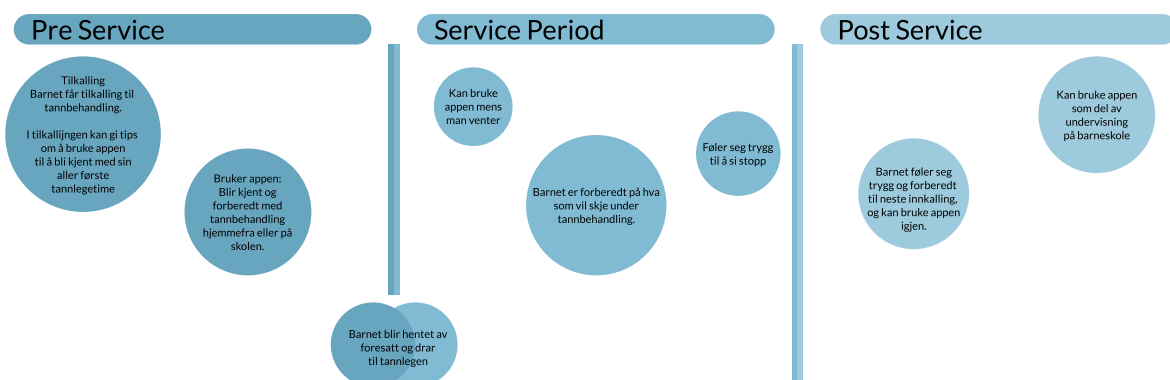 Pre Service
Tilkalling
Barnet får tilkalling til
tannbehandling.
I tilkallijngen kan gi tips
om å bruke appen
til å bli kjent med sin
aller første
tannlegetime
Bruker appen:
Blir kjent og
forberedt med
tannbehandling
hjemmefra eller på
skolen.
Barnet blir hentet av
foresatt og drar
til tannlegen
Service Period
Kan bruke
appen mens
man venter
Barnet er forberedt på hva
som vil skje under
tannbehandling.
Føler seg trygg
til å si stopp
Post Service
Barnet føler seg
trygg og forberedt
til neste innkalling,
og kan bruke appen
igjen.
Kan bruke appen
som del av
undervisning
på barneskole